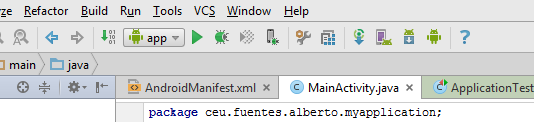 ze Refactor Build Run Tools VCS Window Help
app
main java
AndroidManifest.xml MainActivity.java ApplicationTest
package ceu.fuentes.alberto.myapplication;